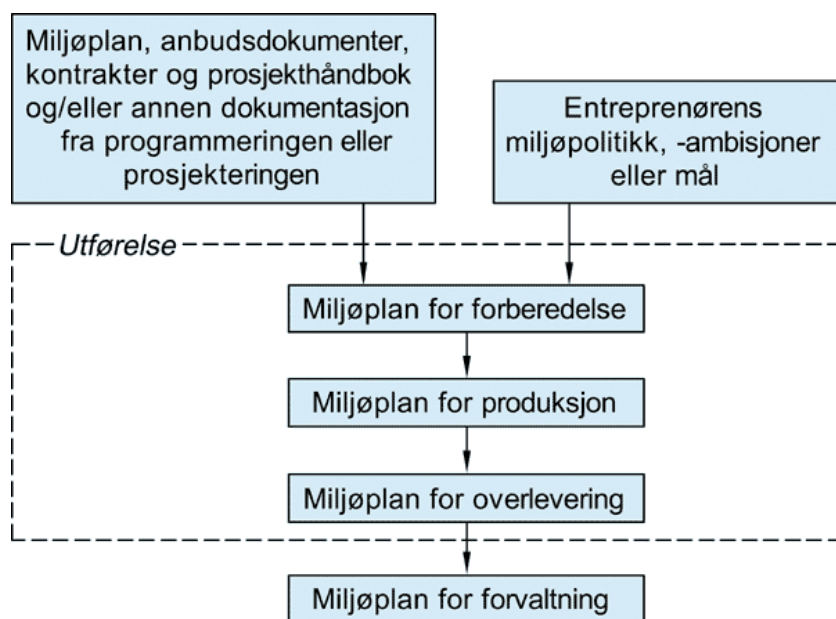 Miljøplan, anbudsdokumenter,
kontrakter og prosjekthåndbok
og/eller annen dokumentasjon
fra programmeringen eller
prosjekteringen
Entreprenørens
miljøpolitikk, -ambisjoner
eller mål
Utførelse
Miljøplan for forberedelse
Miljøplan for produksjon
Miljøplan for overlevering
Miljøplan for forvaltning